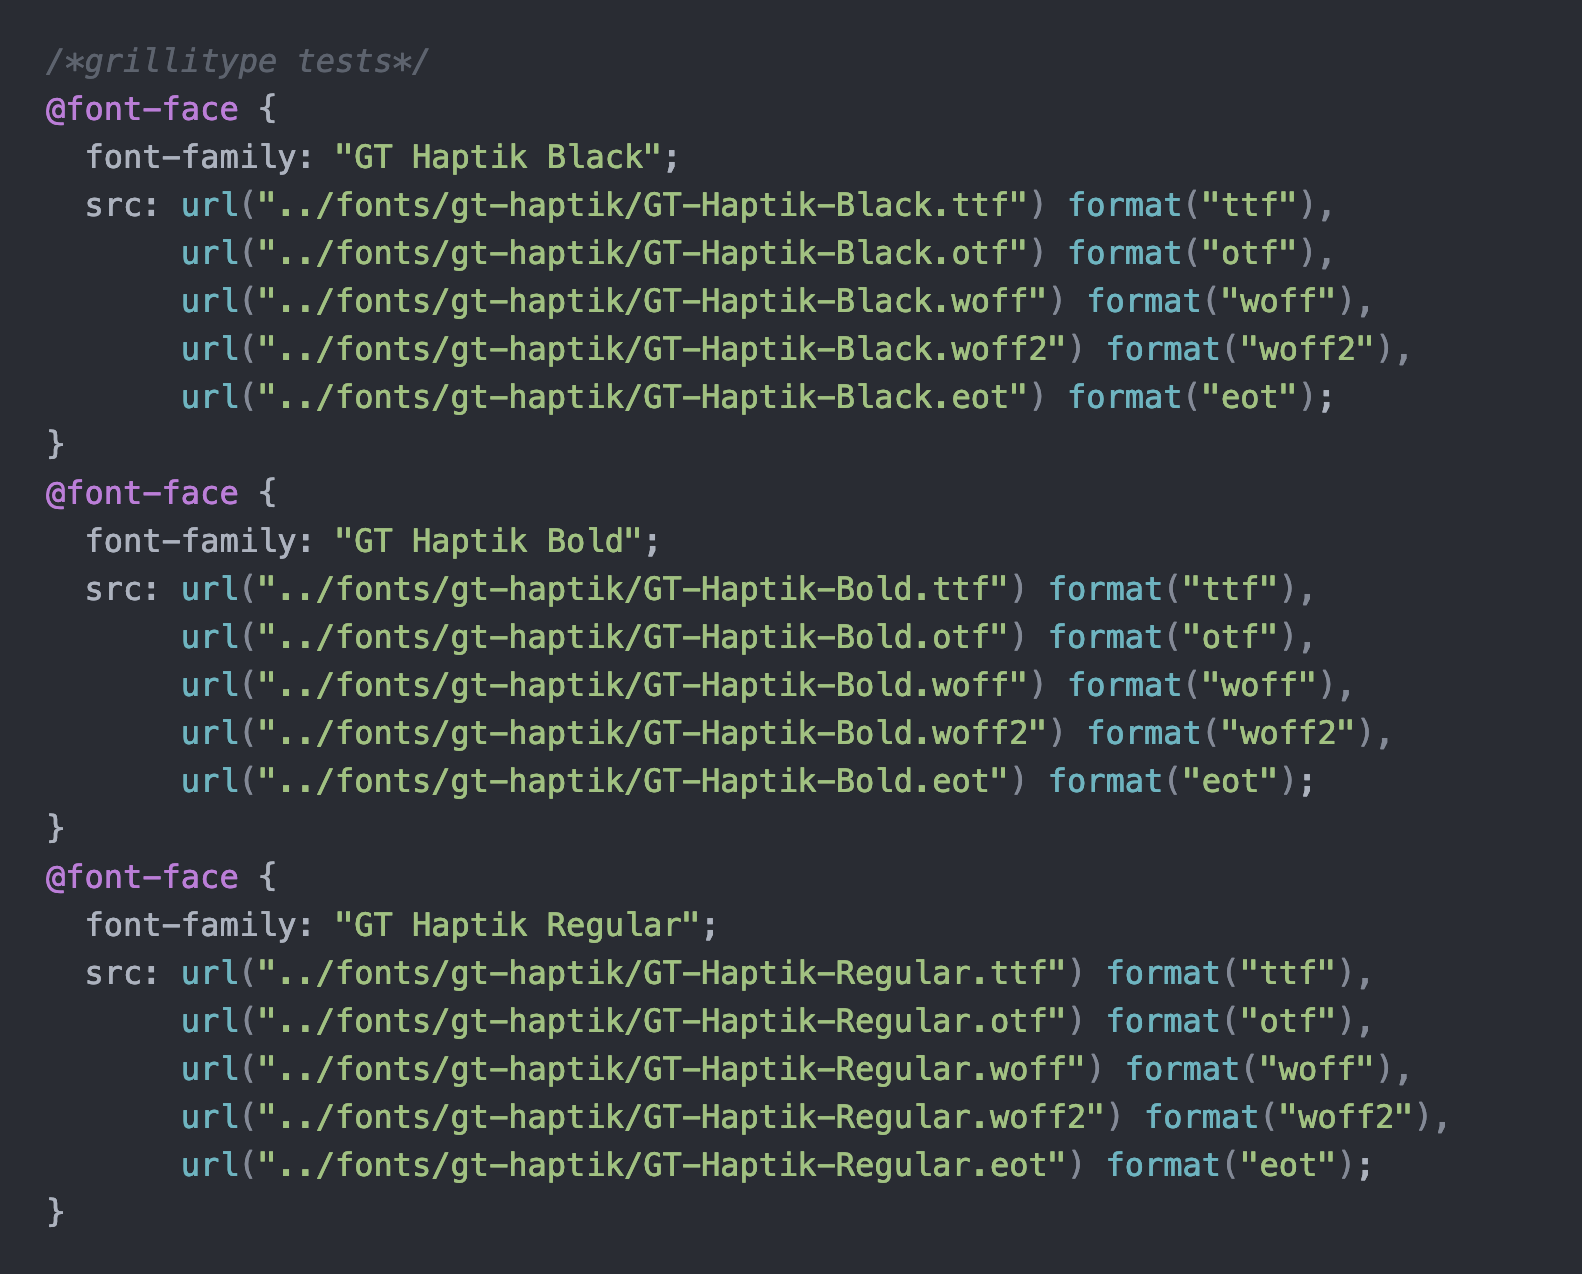 /*grillitype tests*/
@font-face {
  font-family: "GT Haptik Black";
  src: url("../fonts/gt-haptik/GT-Haptik-Black.ttf") format("ttf"),
       url("../fonts/gt-haptik/GT-Haptik-Black.otf") format("otf"),
       url("../fonts/gt-haptik/GT-Haptik-Black.woff") format("woff"),
       url("../fonts/gt-haptik/GT-Haptik-Black.woff2") format("woff2"),
       url("../fonts/gt-haptik/GT-Haptik-Black.eot") format("eot");
}
@font-face {
  font-family: "GT Haptik Bold";
  src: url("../fonts/gt-haptik/GT-Haptik-Bold.ttf") format("ttf"),
       url("../fonts/gt-haptik/GT-Haptik-Bold.otf") format("otf"),
       url("../fonts/gt-haptik/GT-Haptik-Bold.woff") format("woff"),
       url("../fonts/gt-haptik/GT-Haptik-Bold.woff2") format("woff2"),
       url("../fonts/gt-haptik/GT-Haptik-Bold.eot") format("eot");
}
@font-face {
  font-family: "GT Haptik Regular";
  src: url("../fonts/gt-haptik/GT-Haptik-Regular.ttf") format("ttf"),
       url("../fonts/gt-haptik/GT-Haptik-Regular.otf") format("otf"),
       url("../fonts/gt-haptik/GT-Haptik-Regular.woff") format("woff"),
       url("../fonts/gt-haptik/GT-Haptik-Regular.woff2") format("woff2"),
       url("../fonts/gt-haptik/GT-Haptik-Regular.eot") format("eot");
}